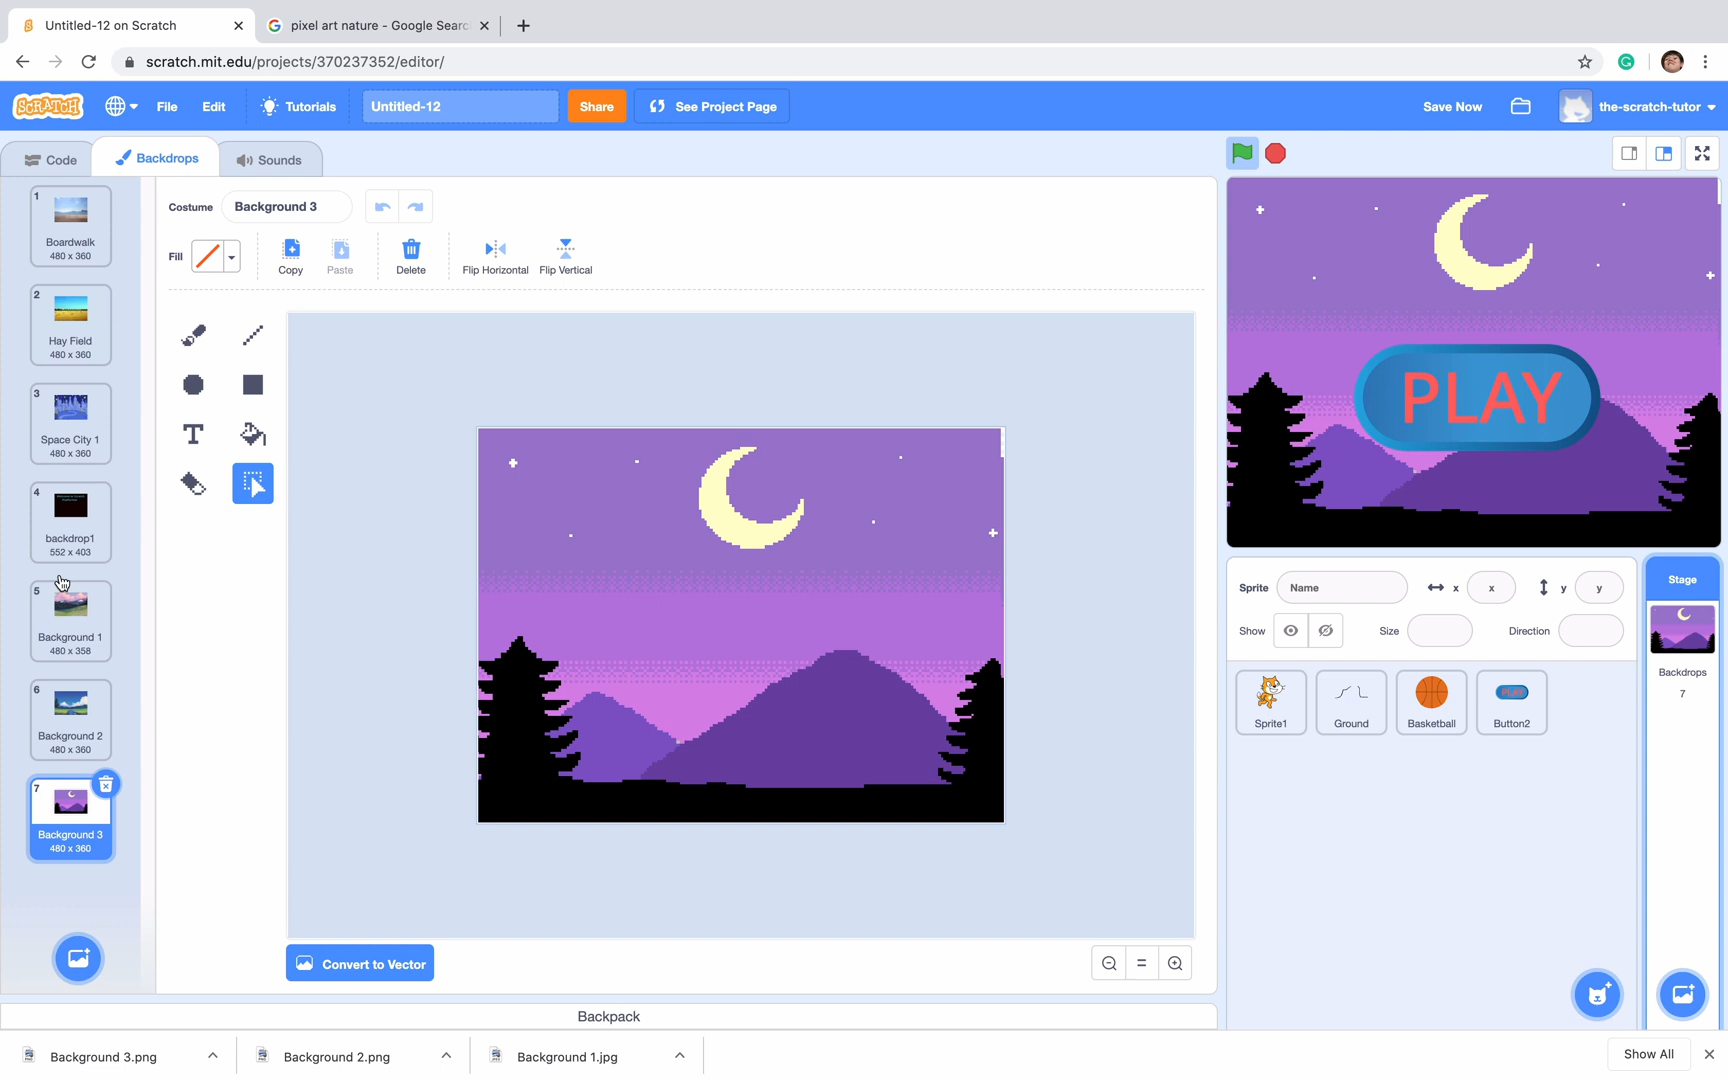 Untitled-12 on Scratch
pixel art nature - Google Searc
scratch.mit.edu/projects/370237352/editor/
SCRATCH
File
Edit
Tutorials
Untitled-12
Share
See Project Page
Save Now
the-scratch-tutor
Code
Backdrops
Sounds
1
Boardwalk
480 x 360
2
Hay Field
480 x 360
3
Space City 1
480 x 360
4
backdrop1
552 x 403
5
Background 1
480 x 358
6
Background 2
480 x 360
7
Background 3
480 x 360
Costume
Background 3
Fill
Copy
Paste
Delete
Flip Horizontal
Flip Vertical
T
Convert to Vector
Backpack
PLAY
Sprite
Name
x
x
y
y
Show
Size
Direction
Sprite1
Ground
Basketball
PLAY
Button2
Stage
Backdrops
7
Background 3.png
Background 2.png
Background 1.jpg
Show All